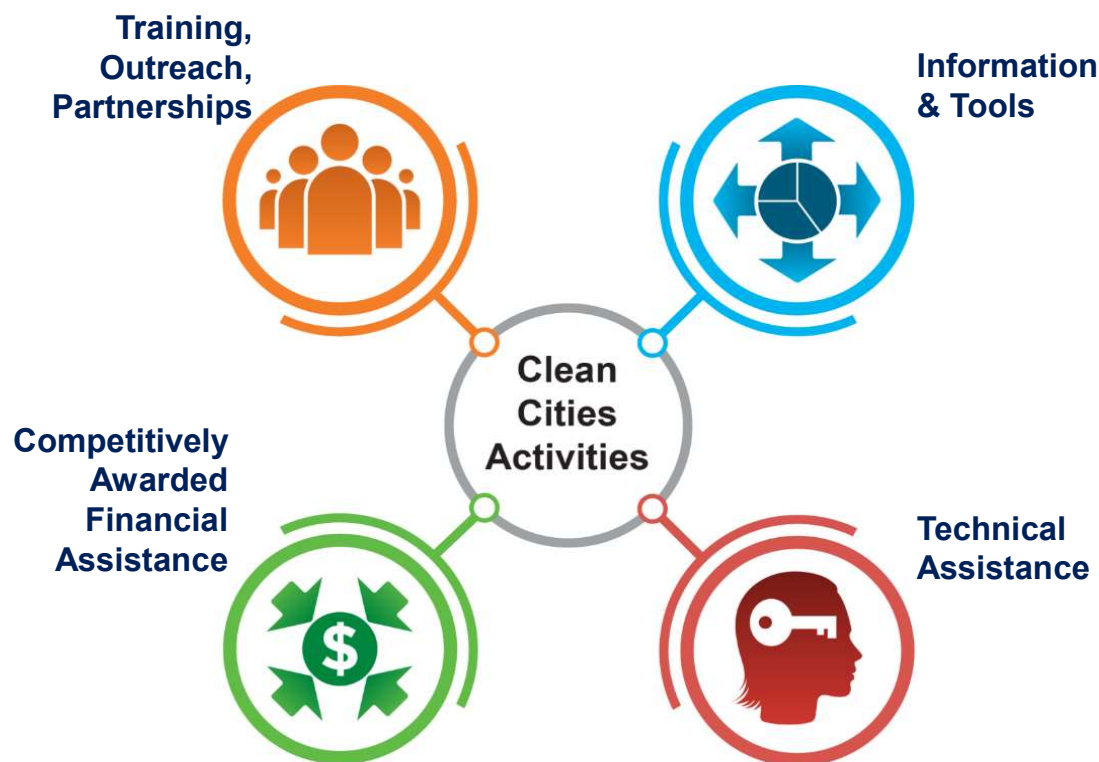 Training,
Outreach,
Partnerships
Information
& Tools
Clean
Cities
Activities
Competitively
Awarded
Financial
Assistance
$
Technical
Assistance